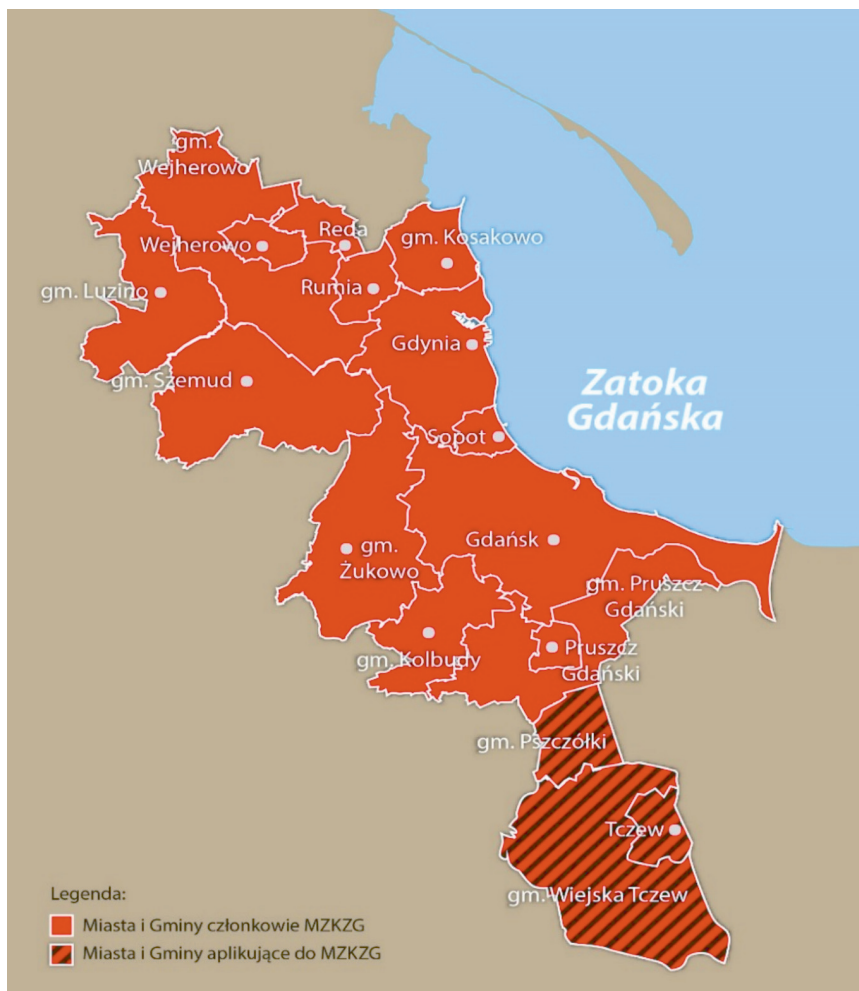 gm.
Wejherowo
Reda
gm. Kosakowo
Wejherowo
gm. Luzino
Rumia
Gdynia
gm. Szemud
Zatoka
Gdańska
Sopot
Gdańsk
gm.
Żukowo
gm. Pruszcz
Gdański
Pruszcz
Gdański
gm. Kolbudy
gm. Pszczółki
Tczew
gm.Wiejska Tczew
Legenda:
Miasta i Gminy członkowie MZKZG
Miasta i Gminy aplikujące do MZKZG